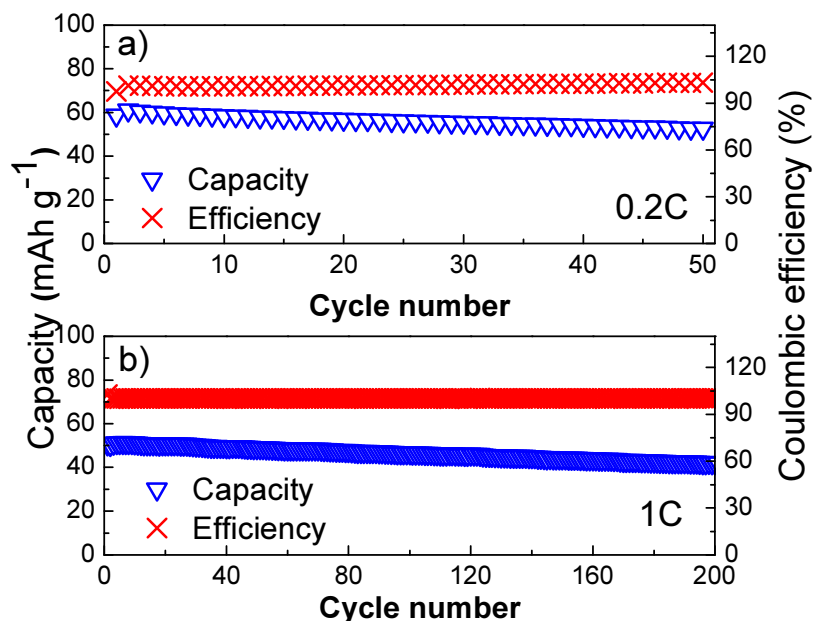 a)
100
80
60
40
20
0
120
90
60
30
0
Capacity
Efficiency
0.2C
0 10 20 30 40 50
Cycle number
Capacity (mAh g-1)
Coulombic efficiency (%)
b)
100
80
60
40
20
0
120
90
60
30
0
Capacity
Efficiency
1C
0 40 80 120 160 200
Cycle number